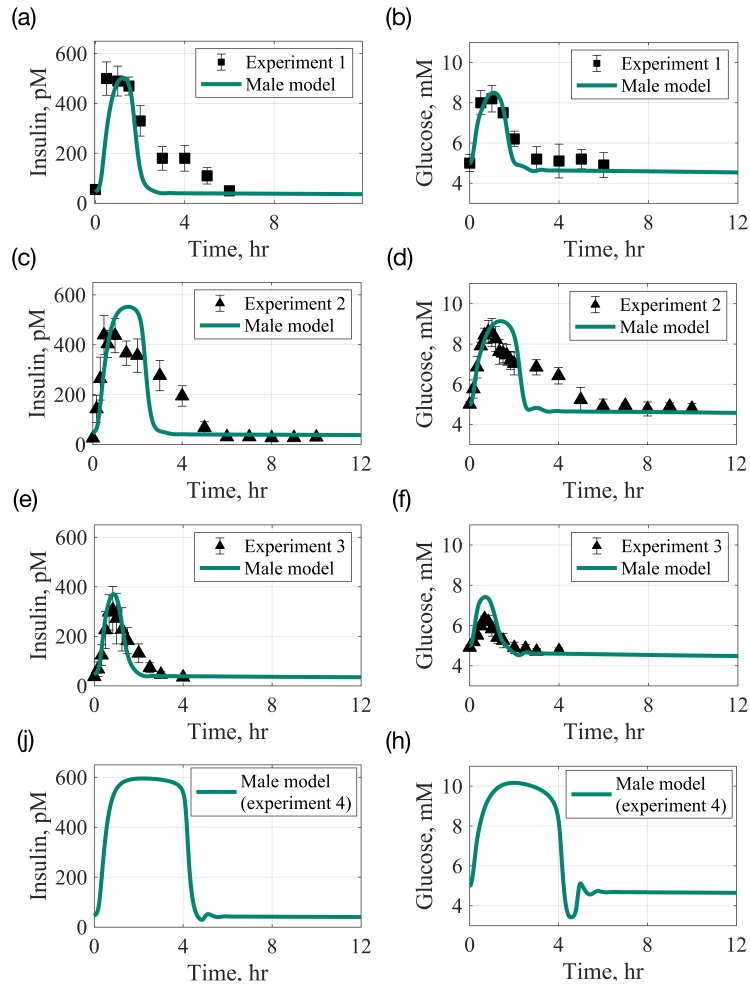 (a)
600
400
200
0
Insulin, pM
0
4
8
12
Time, hr
Experiment 1
Male model
(b)
10
8
6
4
Glucose, mM
0
4
8
12
Time, hr
Experiment 1
Male model
(c)
600
400
200
0
Insulin, pM
0
4
8
12
Time, hr
Experiment 2
Male model
(d)
10
8
6
4
Glucose, mM
0
4
8
12
Time, hr
Experiment 2
Male model
(e)
600
400
200
0
Insulin, pM
0
4
8
12
Time, hr
Experiment 3
Male model
(f)
10
8
6
4
Glucose, mM
0
4
8
12
Time, hr
Experiment 3
Male model
(j)
600
400
200
0
Insulin, pM
0
4
8
12
Time, hr
Male model
(experiment 4)
(h)
10
8
6
4
Glucose, mM
0
4
8
12
Time, hr
Male model
(experiment 4)